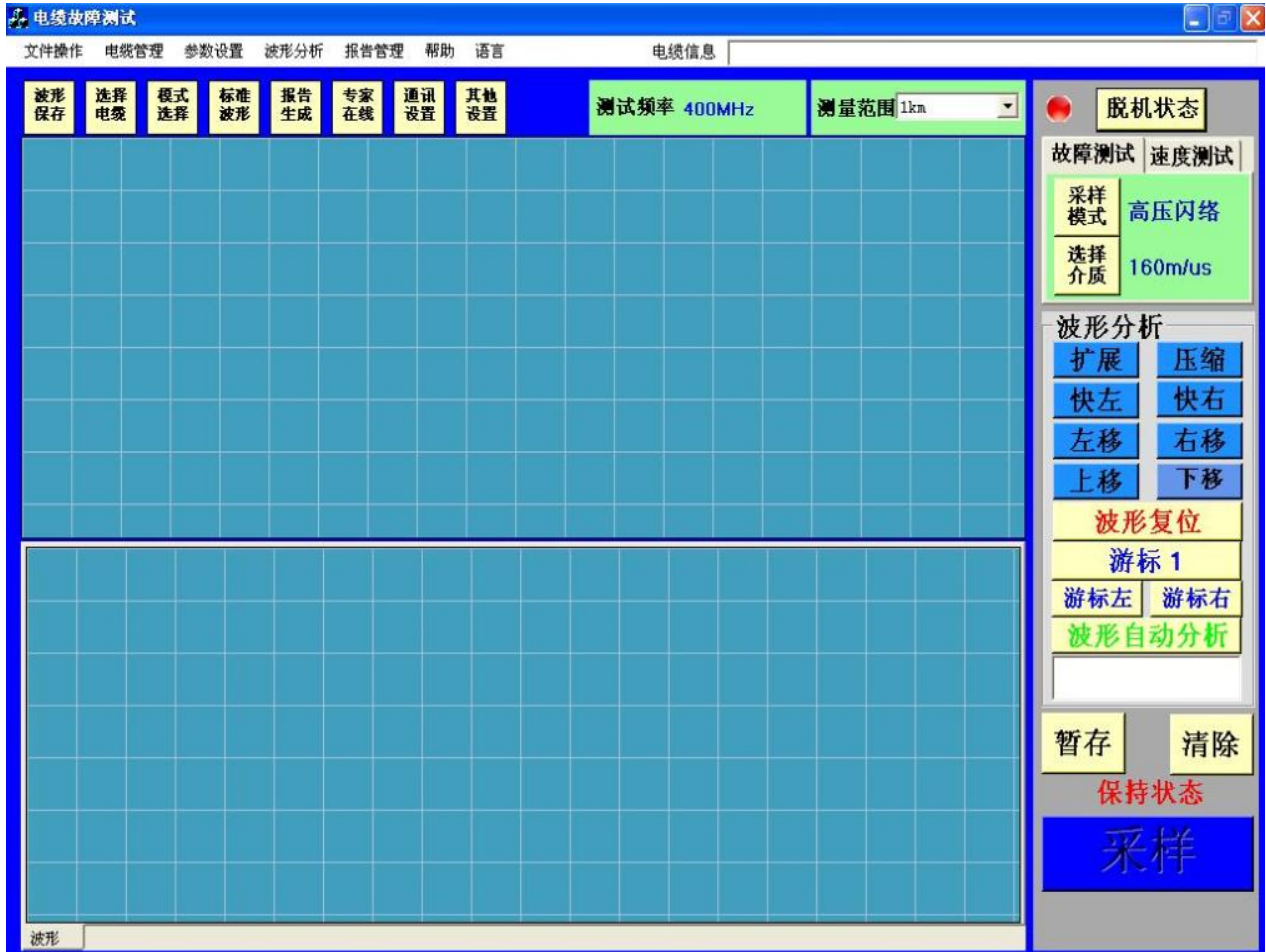 电缆故障测试
文件操作 电缆管理 参数设置 波形分析 报告管理 帮助 语言 电缆信息
波形保存 选择电缆 模式选择 标准波形 报告生成 专家在线 通讯设置 其他设置
测试频率 400MHz
测量范围 1km
脱机状态
故障测试 速度测试
采样模式 高压闪络
选择介质 160m/us
波形分析
扩展 压缩
快左 快右
左移 右移
上移 下移
波形复位
游标 1
游标左 游标右
波形自动分析
暂存 清除
保持状态
采样
波形